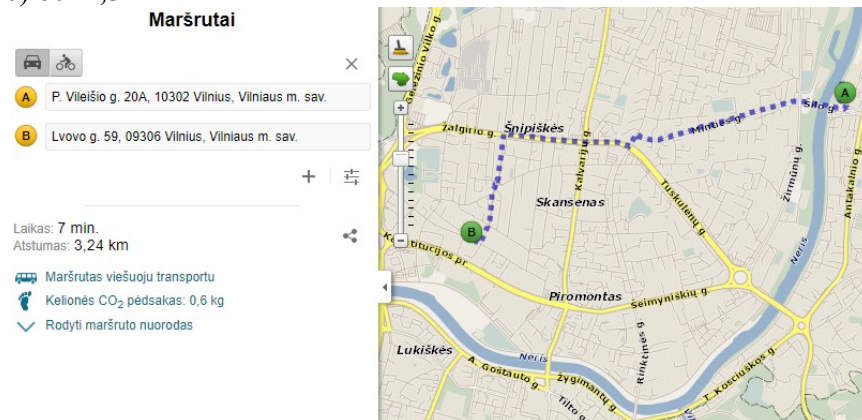 Maršrutai
A P. Vileišio g. 20A, 10302 Vilnius, Vilniaus m. sav.
B Lvovo g. 59, 09306 Vilnius, Vilniaus m. sav.
Laikas: 7 min.
Atstumas: 3,24 km
Maršrutas viešuoju transportu
Kelionės CO2 pėdsakas: 0,6 kg
Rodyti maršruto nuorodas
A
Šilo g.
Minties g.
Žalgirio g.
Šnipiškės
Kalvarijų g.
Žirmūnų g.
Antakalnio g.
Tuskulėnų g.
Skansenas
B
Konstitucijos pr.
Neris
Piromontas
Šeimyniškių g.
Lukiškės
Neris
Rinktinės g.
A. Goštauto g.
Žygimantų g.
T. Kosciuškos g.
Tilto g.